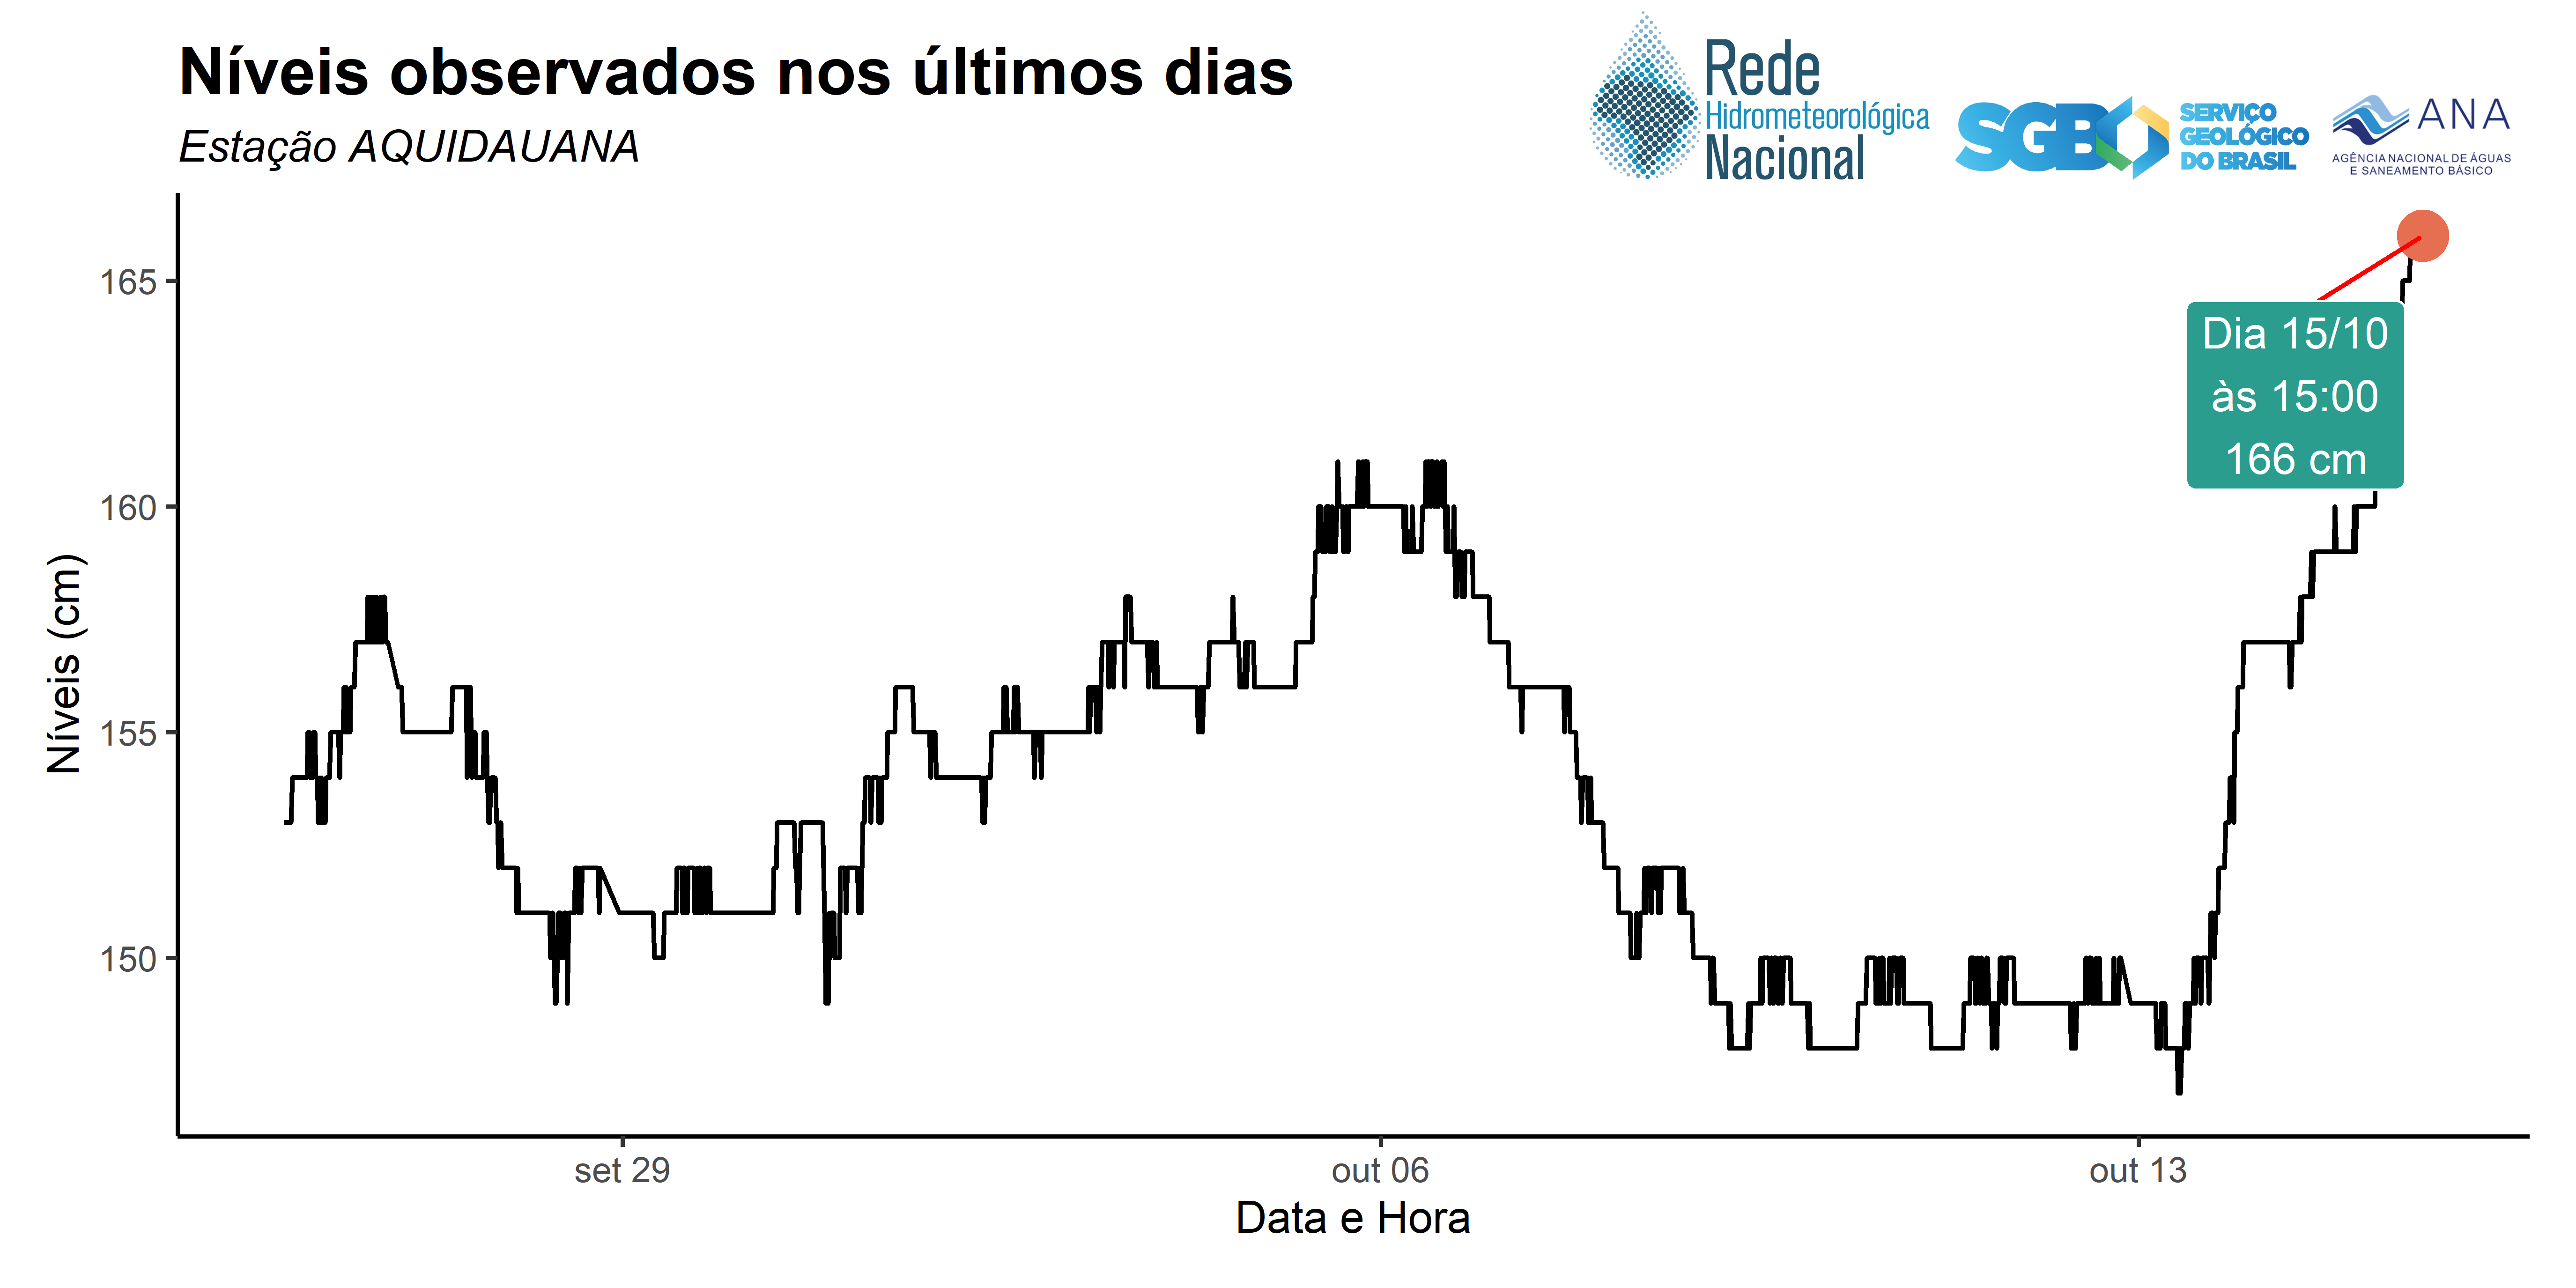 Níveis observados nos últimos dias
Estação AQUIDAUANA
Rede
Hidrometeorológica
Nacional
SGB
SERVIÇO
GEOLÓGICO
DO BRASIL
ANA
AGÊNCIA NACIONAL DE ÁGUAS
E SANEAMENTO BÁSICO
Níveis (cm)
165
160
155
150
Dia 15/10
às 15:00
166 cm
set 29
out 06
out 13
Data e Hora